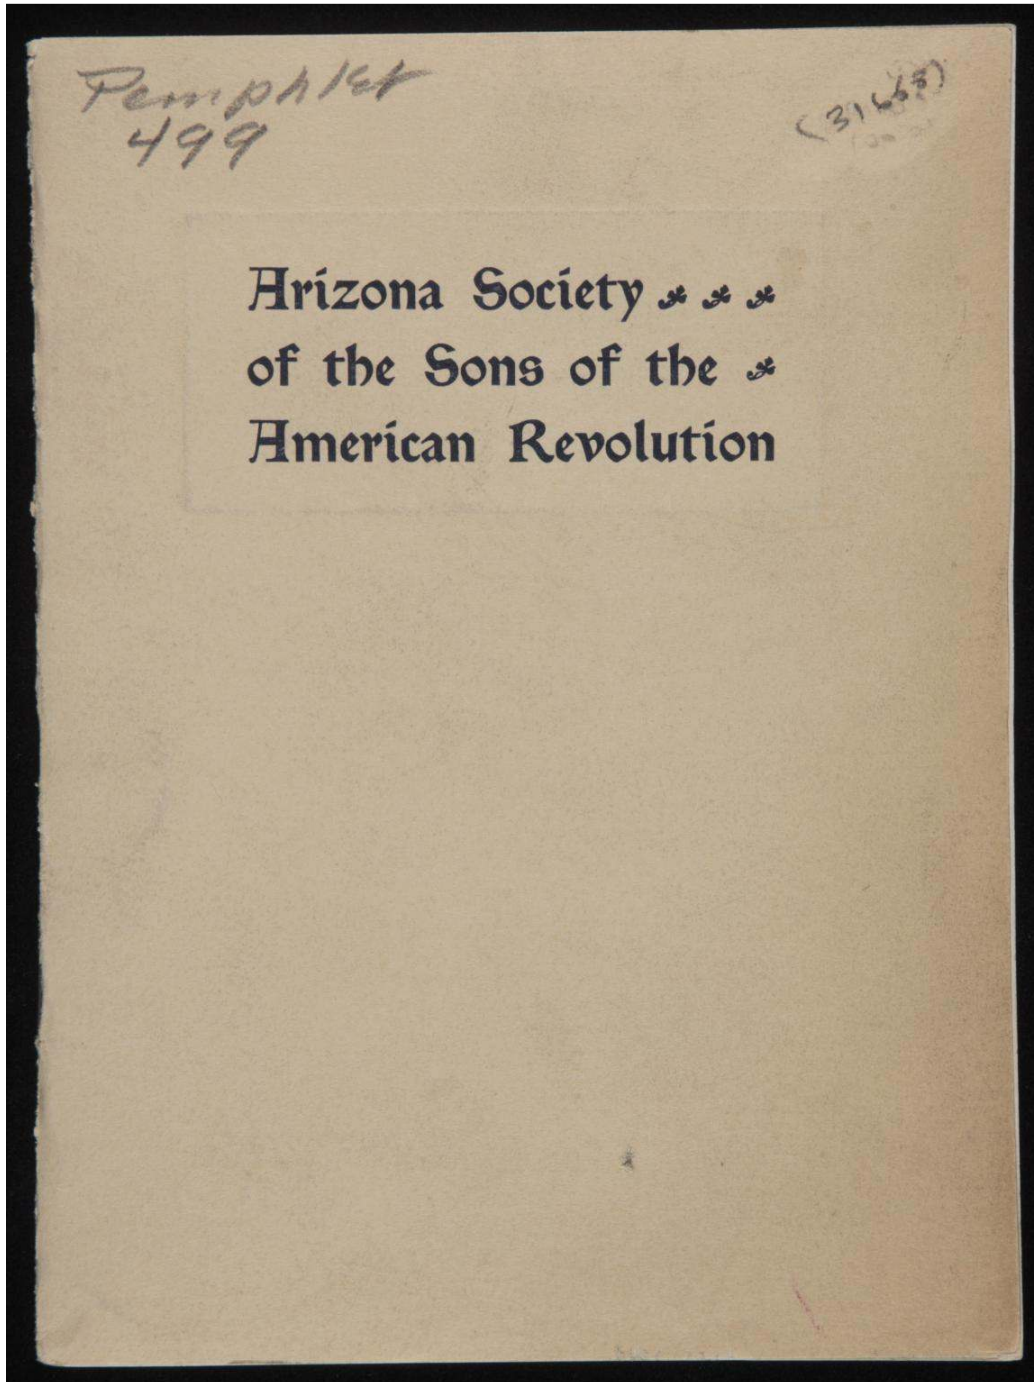 Pamphlet
499
(31663)
Arizona Society
of the Sons of the
American Revolution